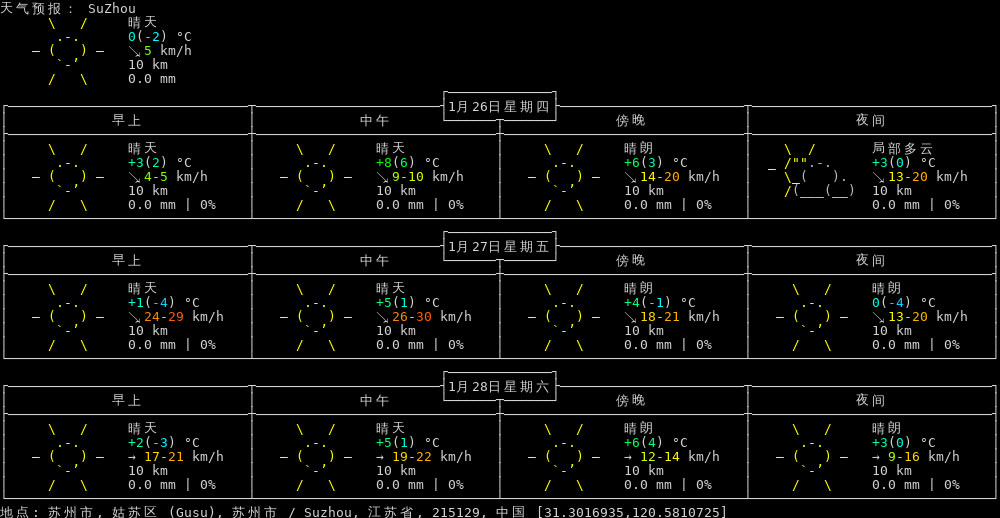 天气预报: SuZhou
晴天
0(-2) °C
↘5 km/h
10 km
0.0 mm
1月26日星期四
早上 中午 傍晚 夜间
晴天 晴天 晴朗 局部多云
+3(2) °C +8(6) °C +6(3) °C +3(0) °C
↘4-5 km/h ↘9-10 km/h ↘14-20 km/h ↘13-20 km/h
10 km 10 km 10 km 10 km
0.0 mm | 0% 0.0 mm | 0% 0.0 mm | 0% 0.0 mm | 0%
1月27日星期五
早上 中午 傍晚 夜间
晴天 晴天 晴朗 晴朗
+1(-4) °C +5(1) °C +4(-1) °C 0(-4) °C
↘24-29 km/h ↘26-30 km/h ↘18-21 km/h ↘13-20 km/h
10 km 10 km 10 km 10 km
0.0 mm | 0% 0.0 mm | 0% 0.0 mm | 0% 0.0 mm | 0%
1月28日星期六
早上 中午 傍晚 夜间
晴天 晴天 晴朗 晴朗
+2(-3) °C +5(1) °C +6(4) °C +3(0) °C
→ 17-21 km/h → 19-22 km/h → 12-14 km/h → 9-16 km/h
10 km 10 km 10 km 10 km
0.0 mm | 0% 0.0 mm | 0% 0.0 mm | 0% 0.0 mm | 0%
地点: 苏州市, 姑苏区 (Gusu), 苏州市 / Suzhou, 江苏省, 215129, 中国 [31.3016935,120.5810725]